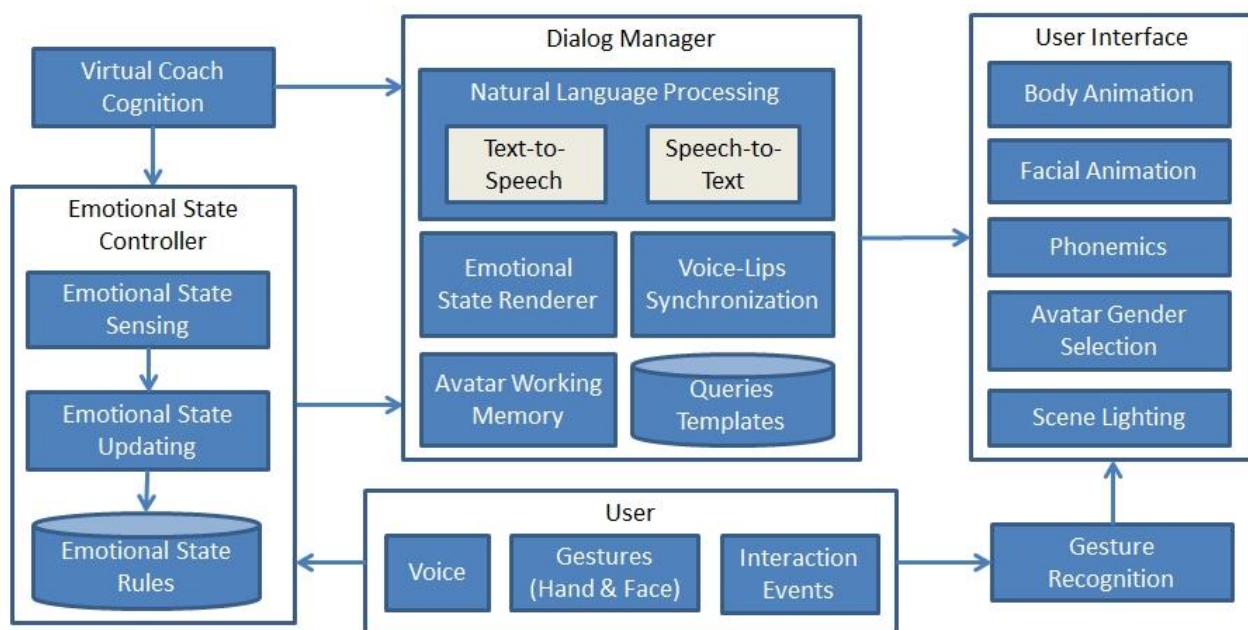 Virtual Coach
Cognition
Emotional State
Controller
Emotional State
Sensing
Emotional State
Updating
Emotional State
Rules
Dialog Manager
Natural Language Processing
Text-to-
Speech
Speech-to-
Text
Emotional
State Renderer
Voice-Lips
Synchronization
Avatar Working
Memory
Queries
Templates
User
Voice
Gestures
(Hand & Face)
Interaction
Events
User Interface
Body Animation
Facial Animation
Phonemics
Avatar Gender
Selection
Scene Lighting
Gesture
Recognition